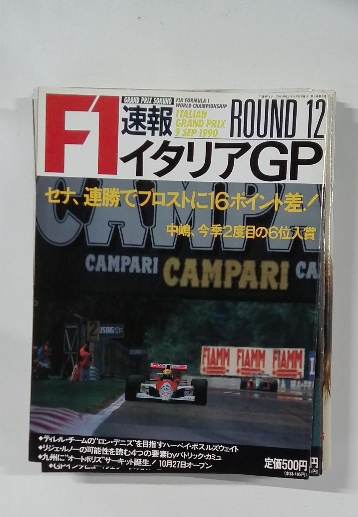 GRAND PRIX SOKUHO
FIA FORMULA 1
WORLD CHAMPIONSHIP
F1
速報
ITALIAN
GRAND PRIX
9・SEP・1990
ROUND 12
イタリアGP
セナ、連勝でプロストに16ポイント差!
中嶋、今季2度目の6位入賞
CAMPARI
CAMPARI CAMPARI CA
2
FIAMM FIAMM FIAMM
◆ティレル・チームの"ロン・デニス"を目指すハーベイ・ポスルズウェイト
◆リジェ・ルノーの可能性を読む4つの要素byパトリック・カミュ
◆九州に"オートポリス"サーキット誕生! 10月27日オープン
定価500円
円